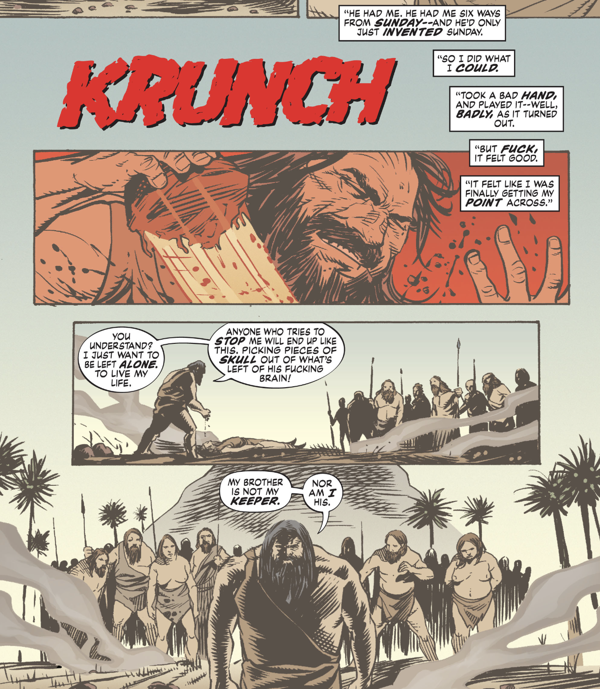 "HE HAD ME. HE HAD ME SIX WAYS
FROM SUNDAY--AND HE'D ONLY
JUST INVENTED SUNDAY.
"SO I DID WHAT
I COULD.
KRUNCH
"TOOK A BAD HAND,
AND PLAYED IT--WELL,
BADLY, AS IT TURNED
OUT.
"BUT FUCK,
IT FELT GOOD.
"IT FELT LIKE I WAS
FINALLY GETTING MY
POINT ACROSS."
YOU
UNDERSTAND?
I JUST WANT TO
BE LEFT ALONE.
TO LIVE MY
LIFE.
ANYONE WHO TRIES TO
STOP ME WILL END UP LIKE
THIS. PICKING PIECES OF
SKULL OUT OF WHAT'S
LEFT OF HIS FUCKING
BRAIN!
MY BROTHER
IS NOT MY
KEEPER.
NOR
AM I
HIS.